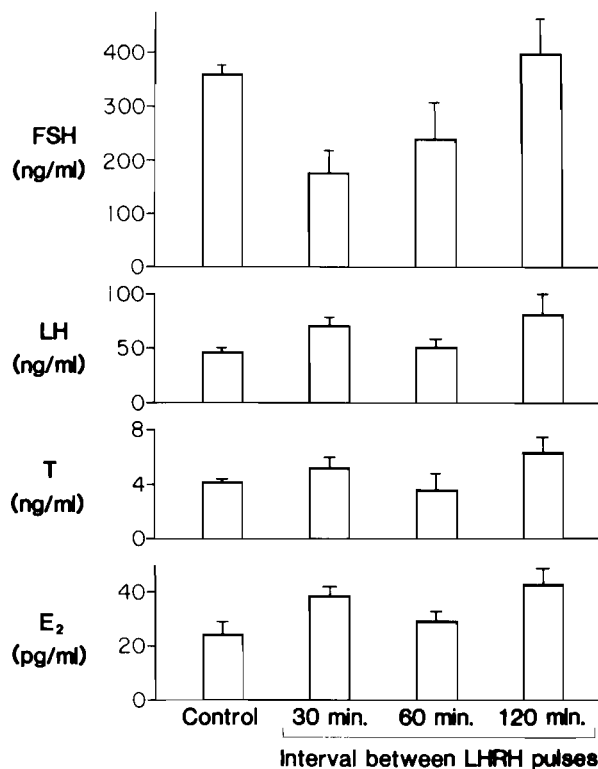 FSH
(ng/ml)
400
300
200
100
0
LH
(ng/ml)
100
50
0
T
(ng/ml)
8
4
0
E₂
(pg/ml)
40
20
0
Control 30 min. 60 min. 120 min.
Interval between LHRH pulses